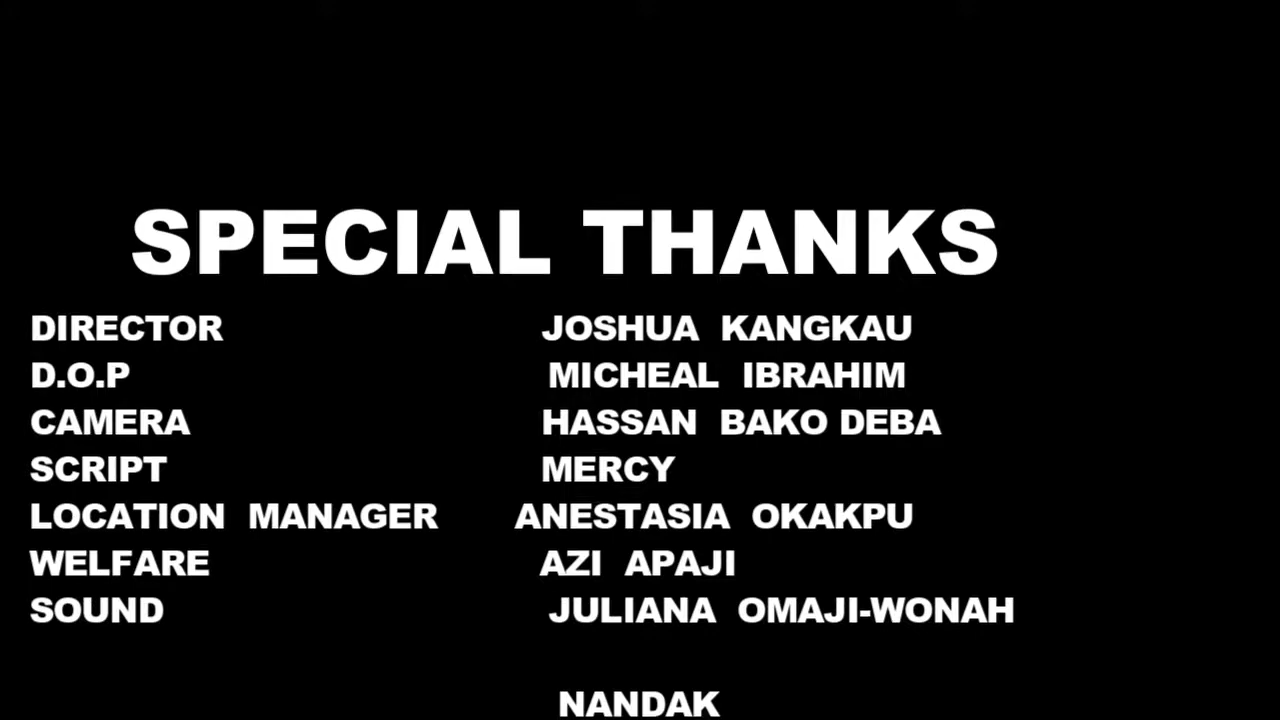 SPECIAL THANKS
DIRECTOR JOSHUA KANGKAU
D.O.P MICHEAL IBRAHIM
CAMERA HASSAN BAKO DEBA
SCRIPT MERCY
LOCATION MANAGER ANESTASIA OKAKPU
WELFARE AZI APAJI
SOUND JULIANA OMAJI-WONAH
NANDAK